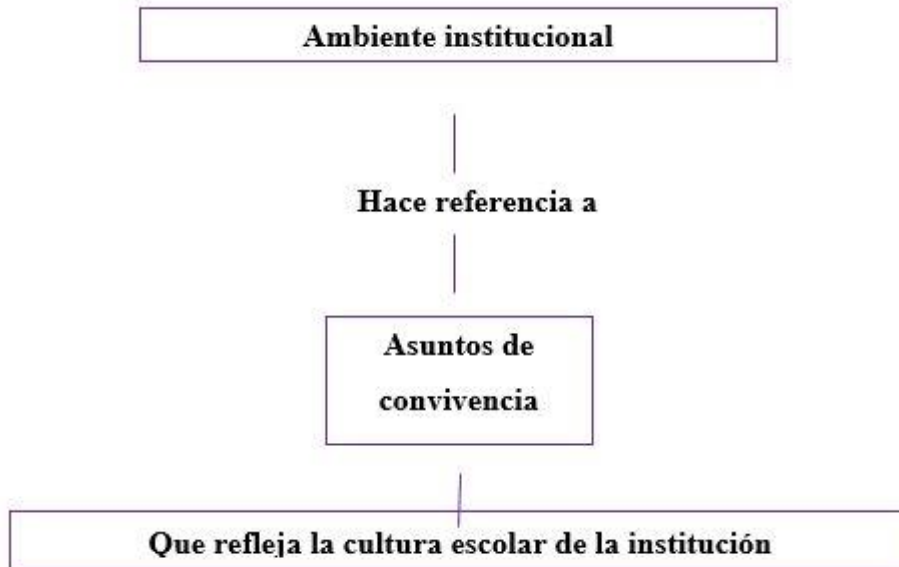 Ambiente institucional
Hace referencia a
Asuntos de
convivencia
Que refleja la cultura escolar de la institución